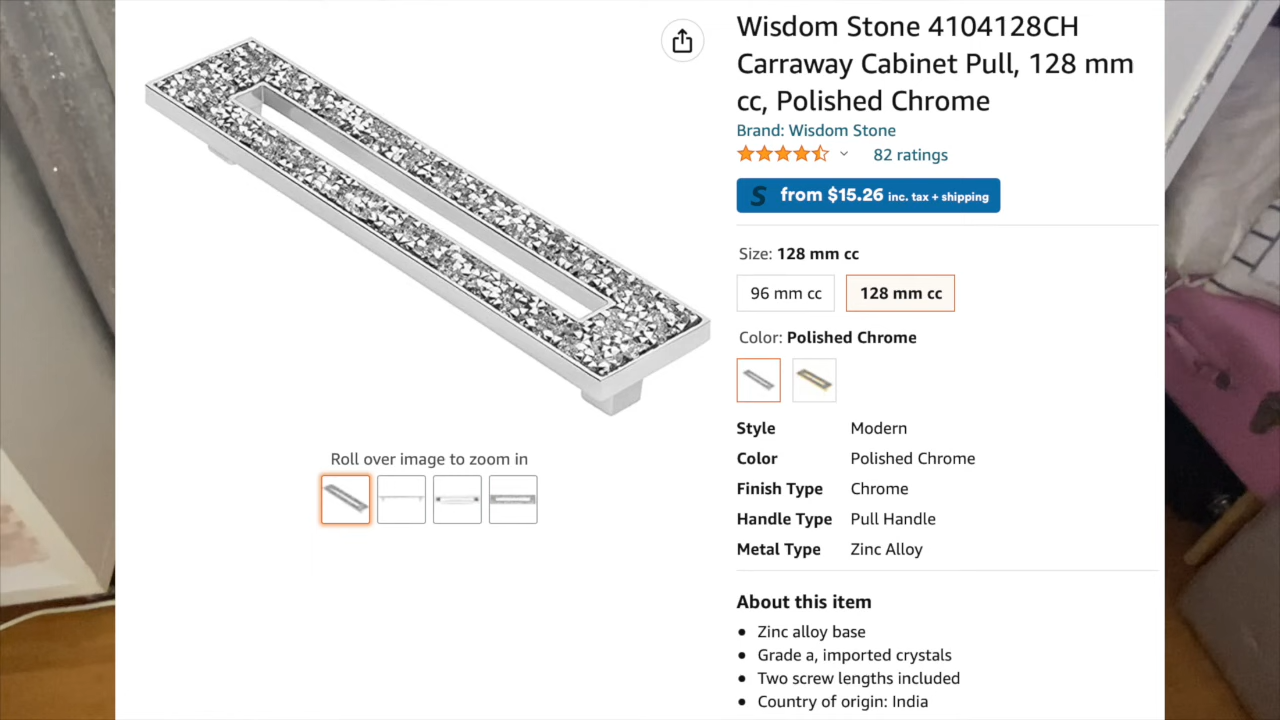 Wisdom Stone 4104128CH
Carraway Cabinet Pull, 128 mm
cc, Polished Chrome
Brand: Wisdom Stone
82 ratings
S from $15.26 inc. tax + shipping
Size: 128 mm cc
96 mm cc
128 mm cc
Color: Polished Chrome
Style Modern
Color Polished Chrome
Finish Type Chrome
Handle Type Pull Handle
Metal Type Zinc Alloy
Roll over image to zoom in
About this item
• Zinc alloy base
• Grade a, imported crystals
• Two screw lengths included
• Country of origin: India